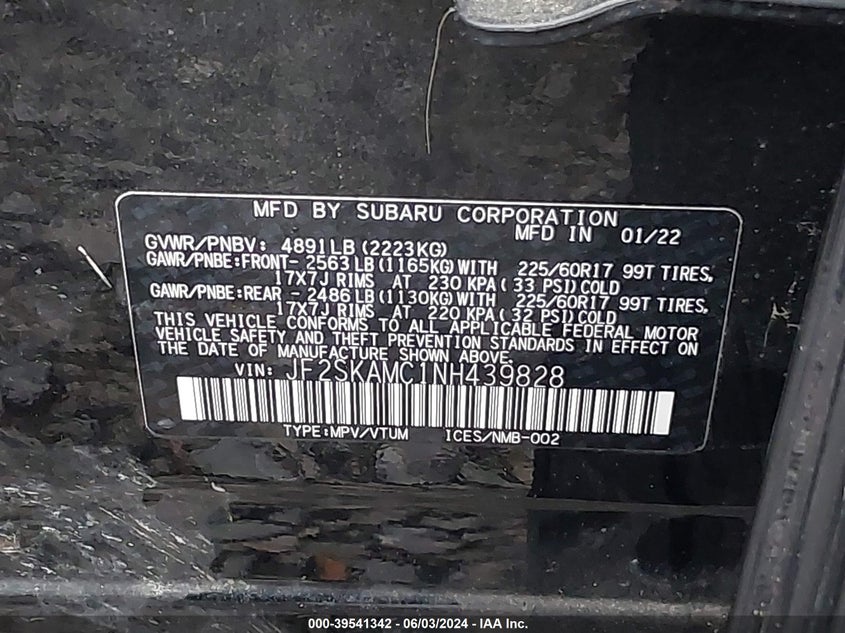 MFD BY SUBARU CORPORATION
MFD IN 01/22
GVWR/PNBV: 4891LB(2223KG)
GAWR/PNBE:FRONT- 2563LB(1165KG)WITH 225/60R17 99T TIRES,
17X7J RIMS AT 230 KPA( 33 PSI)COLD
GAWR/PNBE:REAR - 2486LB(1130KG)WITH 225/60R17 99T TIRES,
17X7J RIMS AT 220 KPA( 32 PSI)COLD
THIS VEHICLE CONFORMS TO ALL APPLICABLE FEDERAL MOTOR
VEHICLE SAFETY AND THEFT PREVENTION STANDARDS IN EFFECT ON
THE DATE OF MANUFACTURE SHOWN ABOVE.
VIN: JF2SKAMC1NH439828
TYPE:MPV/VTUM ICES/NMB-002
000-39541342 - 06/03/2024 - IAA Inc.